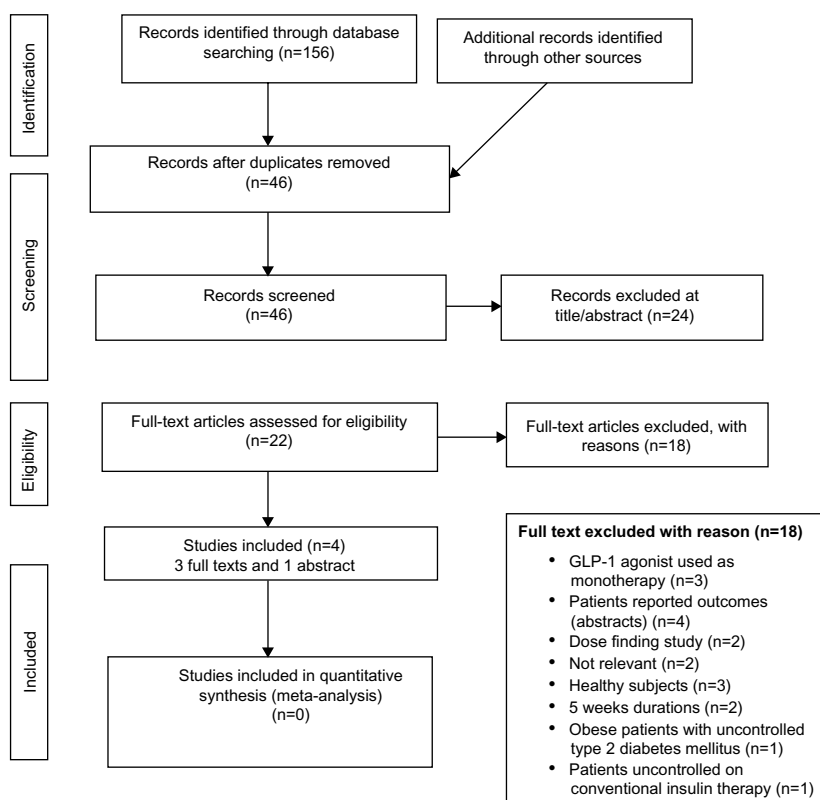 Identification
Records identified through database
searching (n=156)
Additional records identified
through other sources
Records after duplicates removed
(n=46)
Screening
Records screened
(n=46)
Records excluded at
title/abstract (n=24)
Eligibility
Full-text articles assessed for eligibility
(n=22)
Full-text articles excluded, with
reasons (n=18)
Included
Studies included (n=4)
3 full texts and 1 abstract
Studies included in quantitative
synthesis (meta-analysis)
(n=0)
Full text excluded with reason (n=18)
• GLP-1 agonist used as
monotherapy (n=3)
• Patients reported outcomes
(abstracts) (n=4)
• Dose finding study (n=2)
• Not relevant (n=2)
• Healthy subjects (n=3)
• 5 weeks durations (n=2)
• Obese patients with uncontrolled
type 2 diabetes mellitus (n=1)
• Patients uncontrolled on
conventional insulin therapy (n=1)